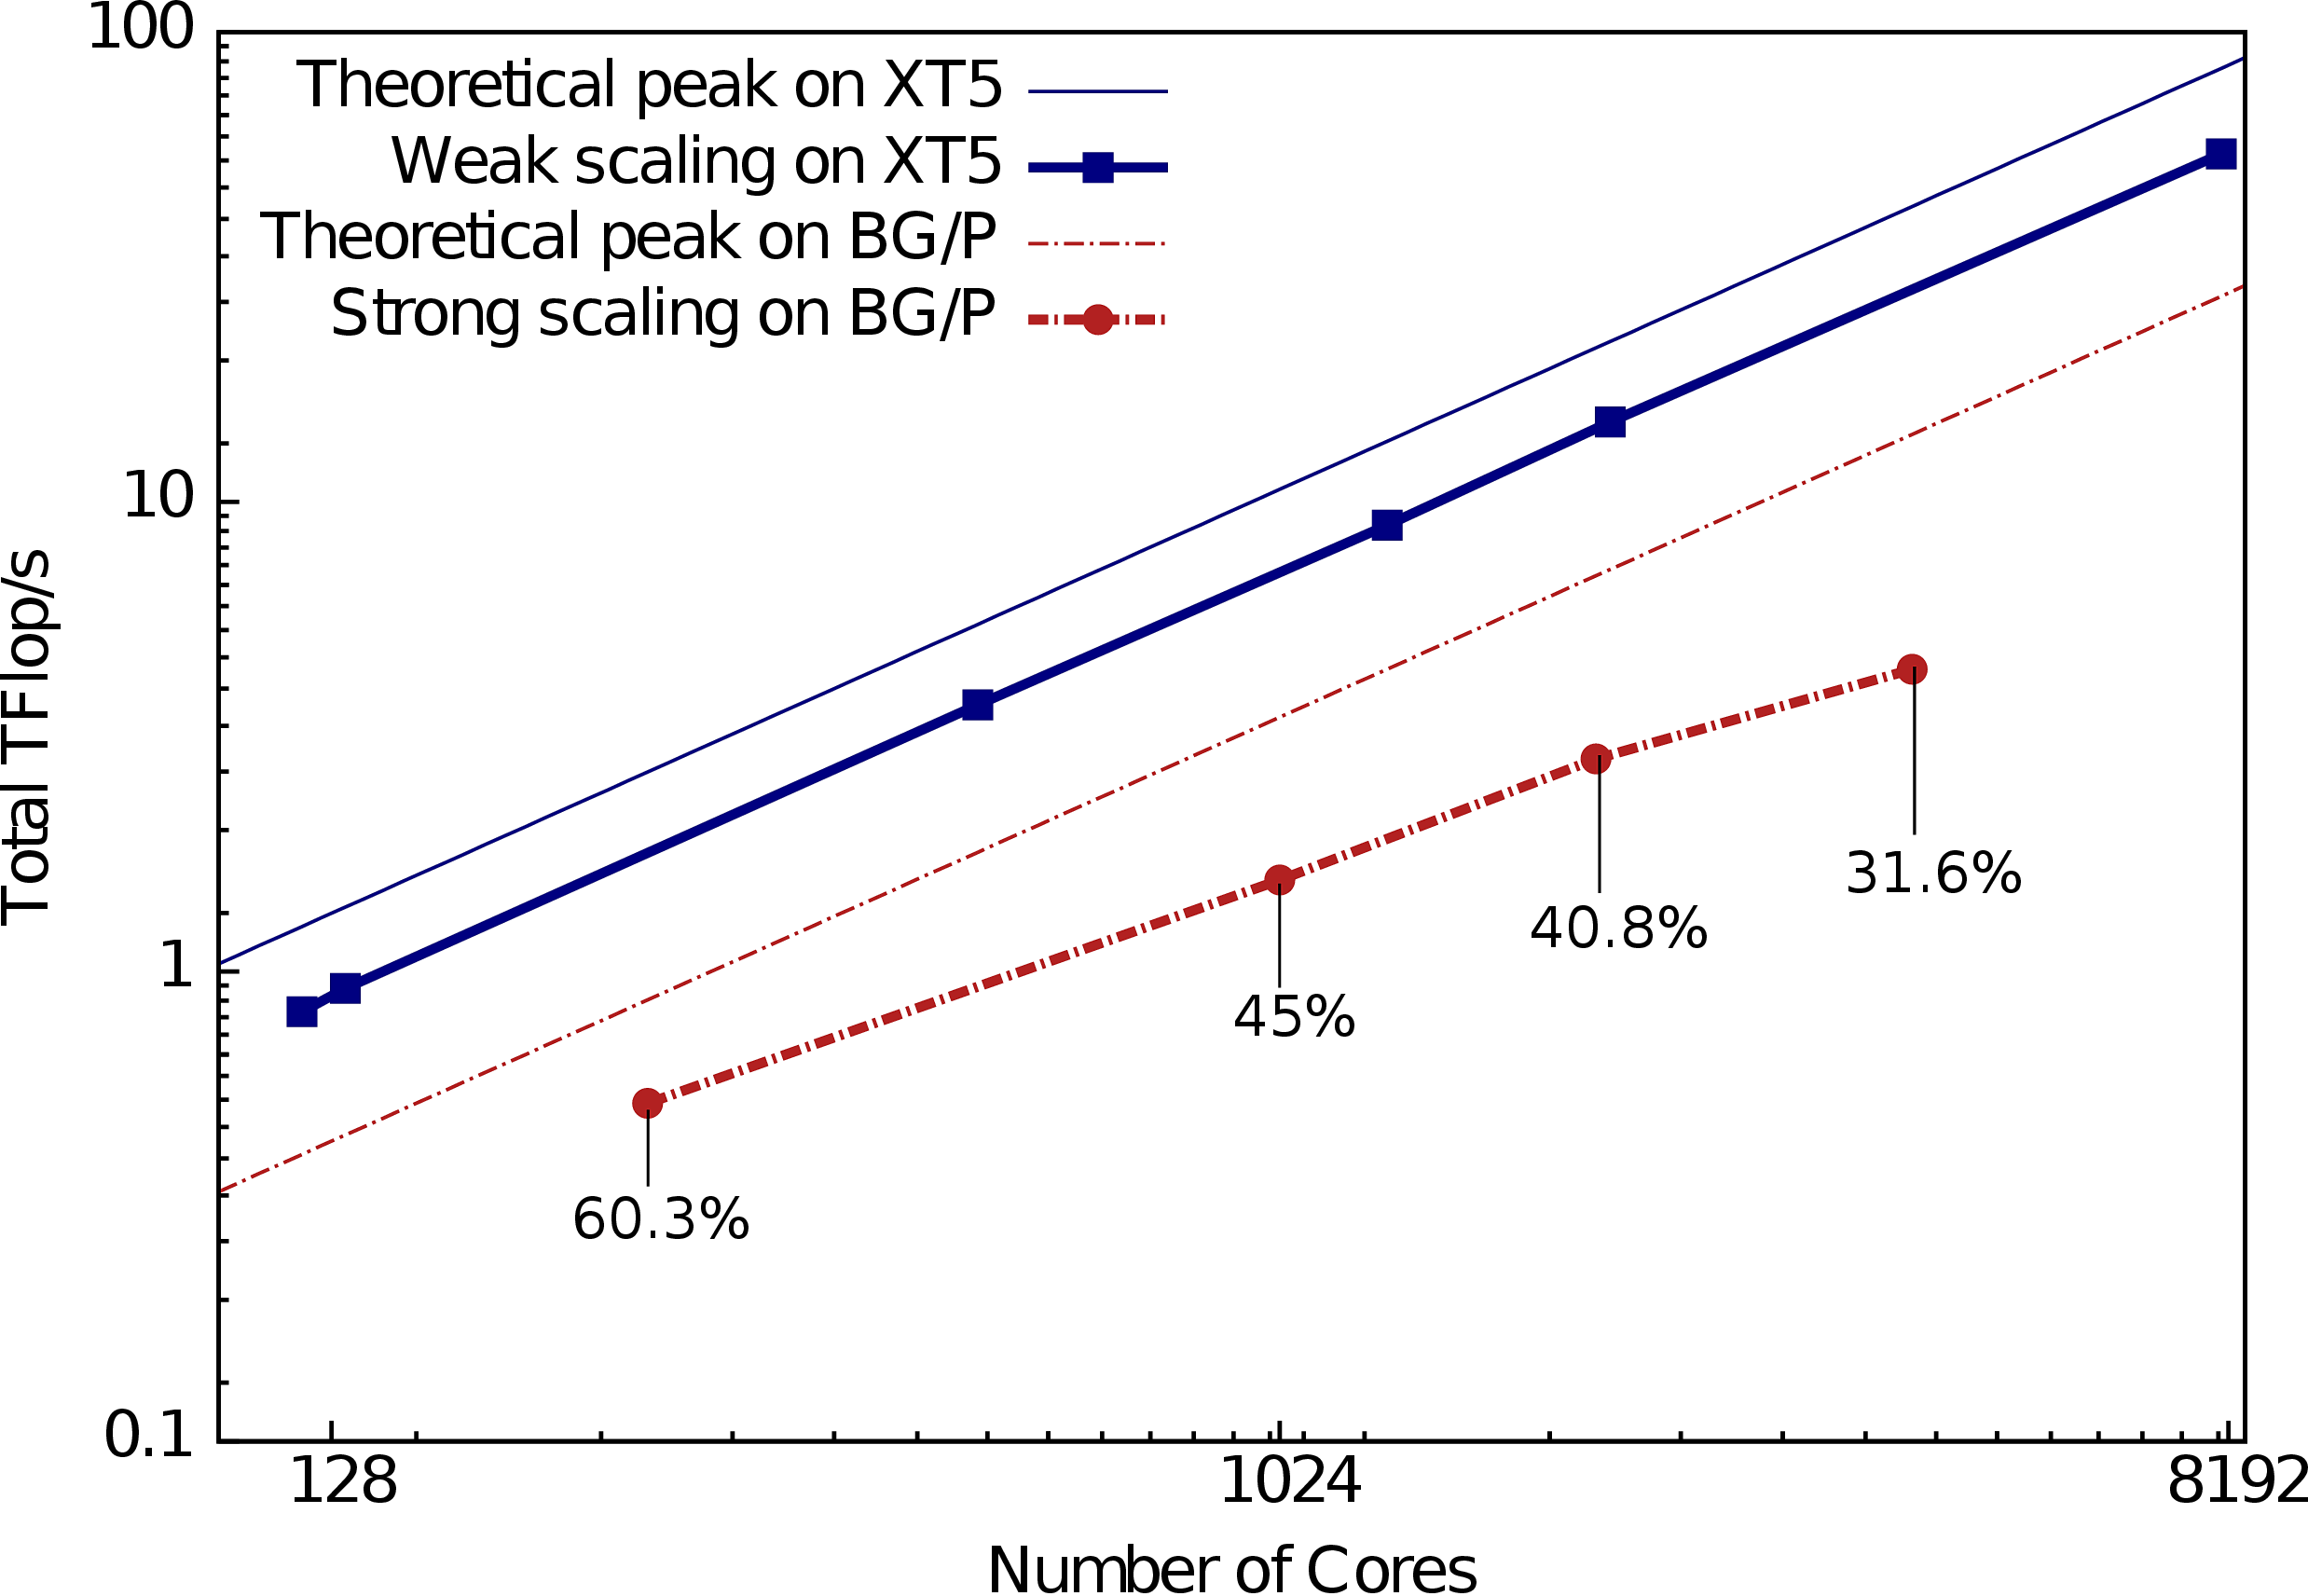 100
Theoretical peak on XT5
Weak scaling on XT5
Theoretical peak on BG/P
Strong scaling on BG/P
10
1
0.1
Total TFlop/s
31.6%
40.8%
45%
60.3%
128
1024
8192
Number of Cores